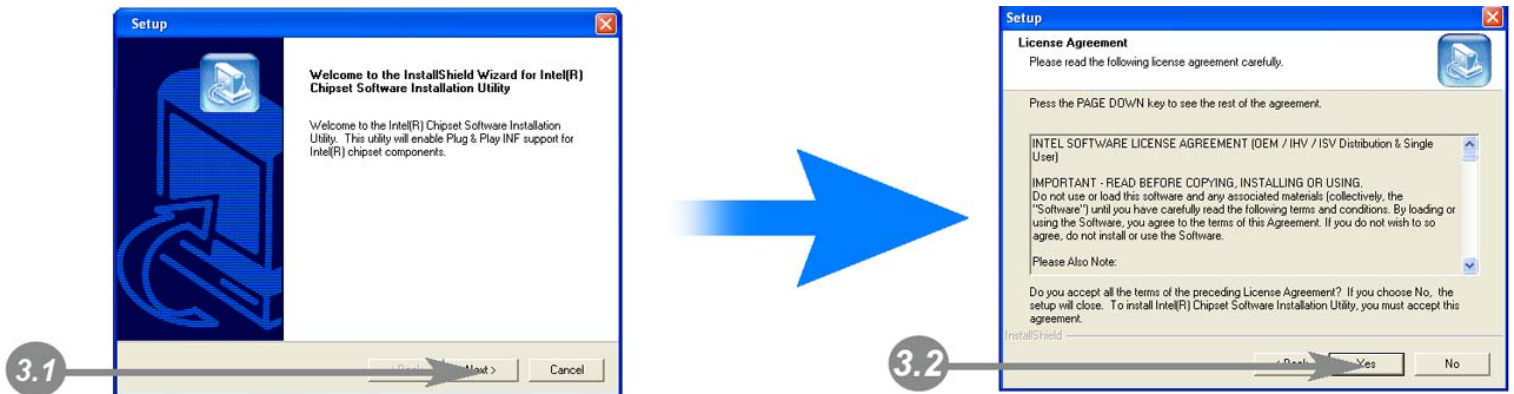 Setup
Welcome to the InstallShield Wizard for Intel(R)
Chipset Software Installation Utility
Welcome to the Intel(R) Chipset Software Installation
Utility. This utility will enable Plug & Play INF support for
Intel(R) chipset components.
3.1
Next >
Cancel
Setup
License Agreement
Please read the following license agreement carefully.
Press the PAGE DOWN key to see the rest of the agreement.
INTEL SOFTWARE LICENSE AGREEMENT (OEM / IHV / ISV Distribution & Single
User)
IMPORTANT - READ BEFORE COPYING, INSTALLING OR USING.
Do not use or load this software and any associated materials (collectively, the
"Software") until you have carefully read the following terms and conditions. By loading or
using the Software, you agree to the terms of this Agreement. If you do not wish to so
agree, do not install or use the Software.
Please Also Note:
Do you accept all the terms of the preceding License Agreement? If you choose No, the
setup will close. To install Intel(R) Chipset Software Installation Utility, you must accept this
agreement.
InstallShield
3.2
Yes
No